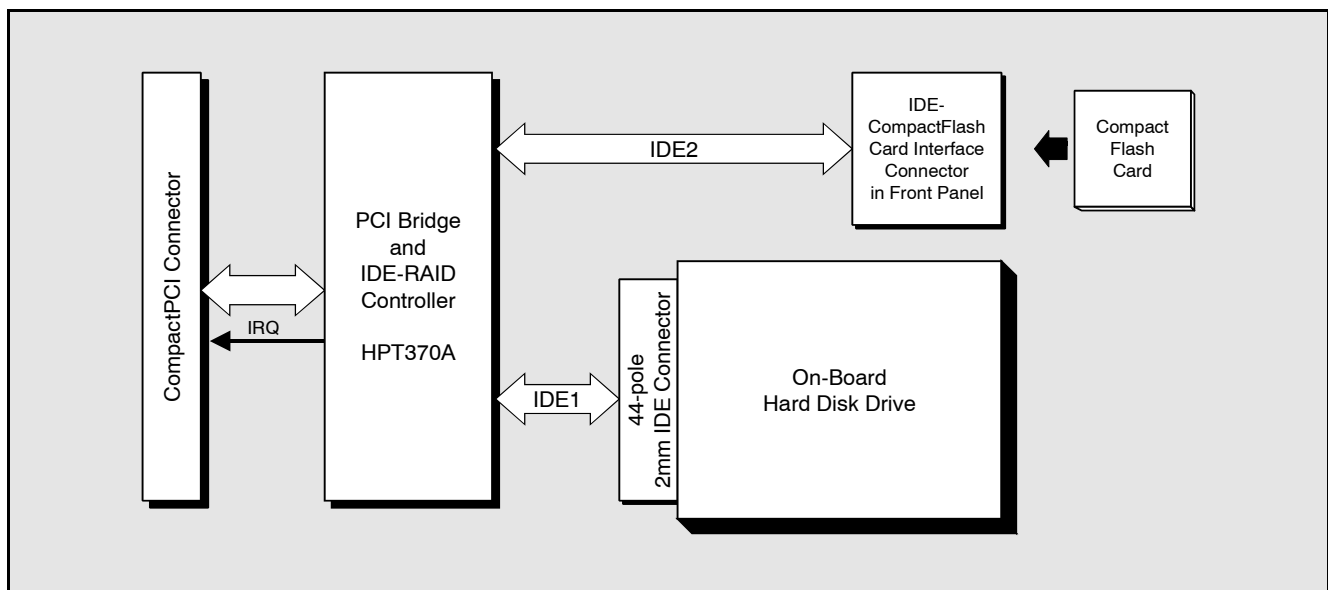 CompactPCI Connector
IRQ
PCI Bridge
and
IDE-RAID
Controller
HPT370A
IDE2
IDE-
CompactFlash
Card Interface
Connector
in Front Panel
Compact
Flash
Card
IDE1
44-pole
2mm IDE Connector
On-Board
Hard Disk Drive